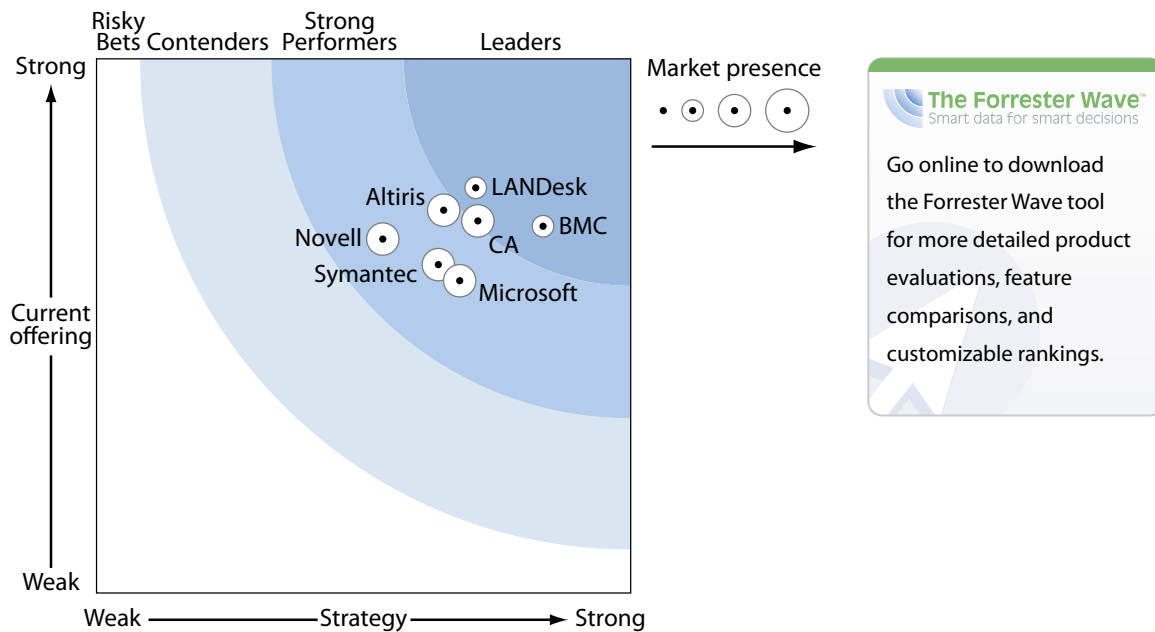 Risky
Bets
Contenders
Strong
Performers
Leaders
Strong
Current
offering
Weak
Altiris
LANDesk
Novell
CA
BMC
Symantec
Microsoft
Weak
Strategy
Strong
Market presence
The Forrester Wave™
Smart data for smart decisions
Go online to download
the Forrester Wave tool
for more detailed product
evaluations, feature
comparisons, and
customizable rankings.